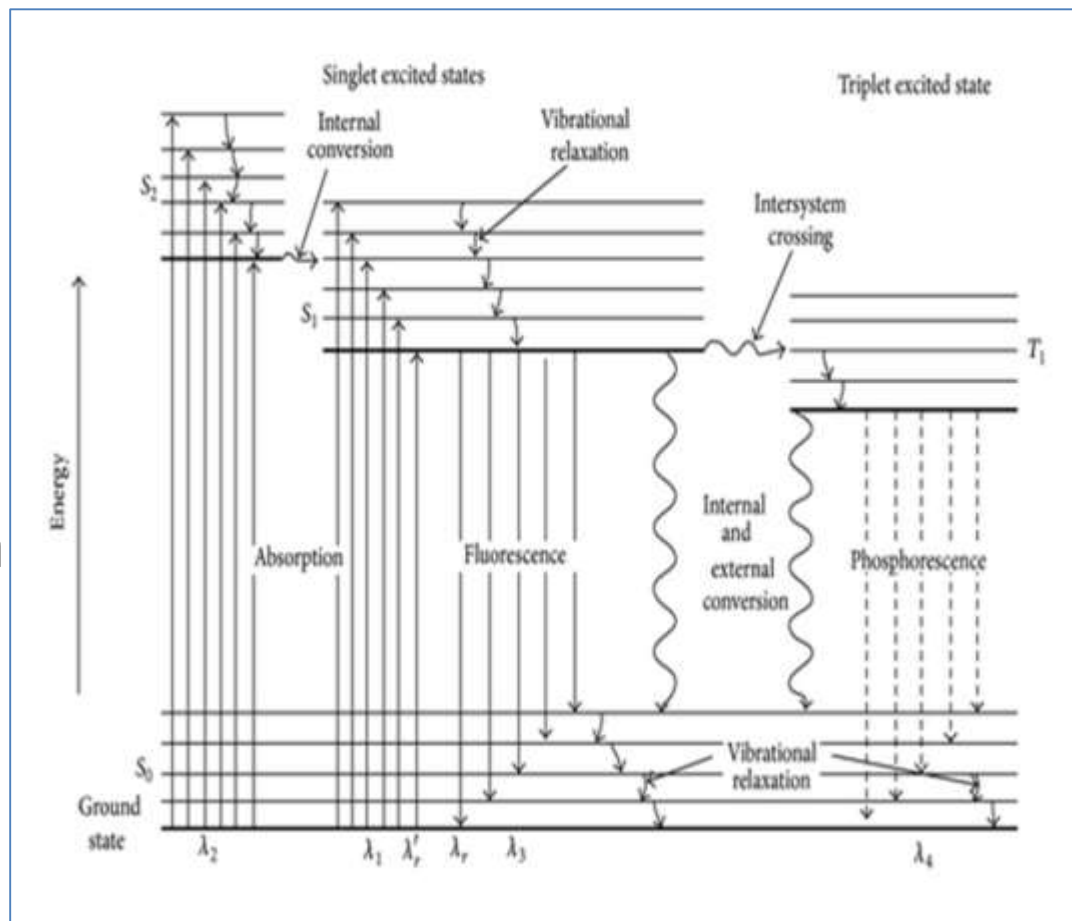 Singlet excited states
Triplet excited state
Internal
conversion
Vibrational
relaxation
Intersystem
crossing
S₂
S₁
T₁
Energy
Absorption
Fluorescence
Internal
and
external
conversion
Phosphorescence
S₀
Vibrational
relaxation
Ground
state
λ₂
λ₁
λ′ᵣ
λᵣ
λ₃
λ₄